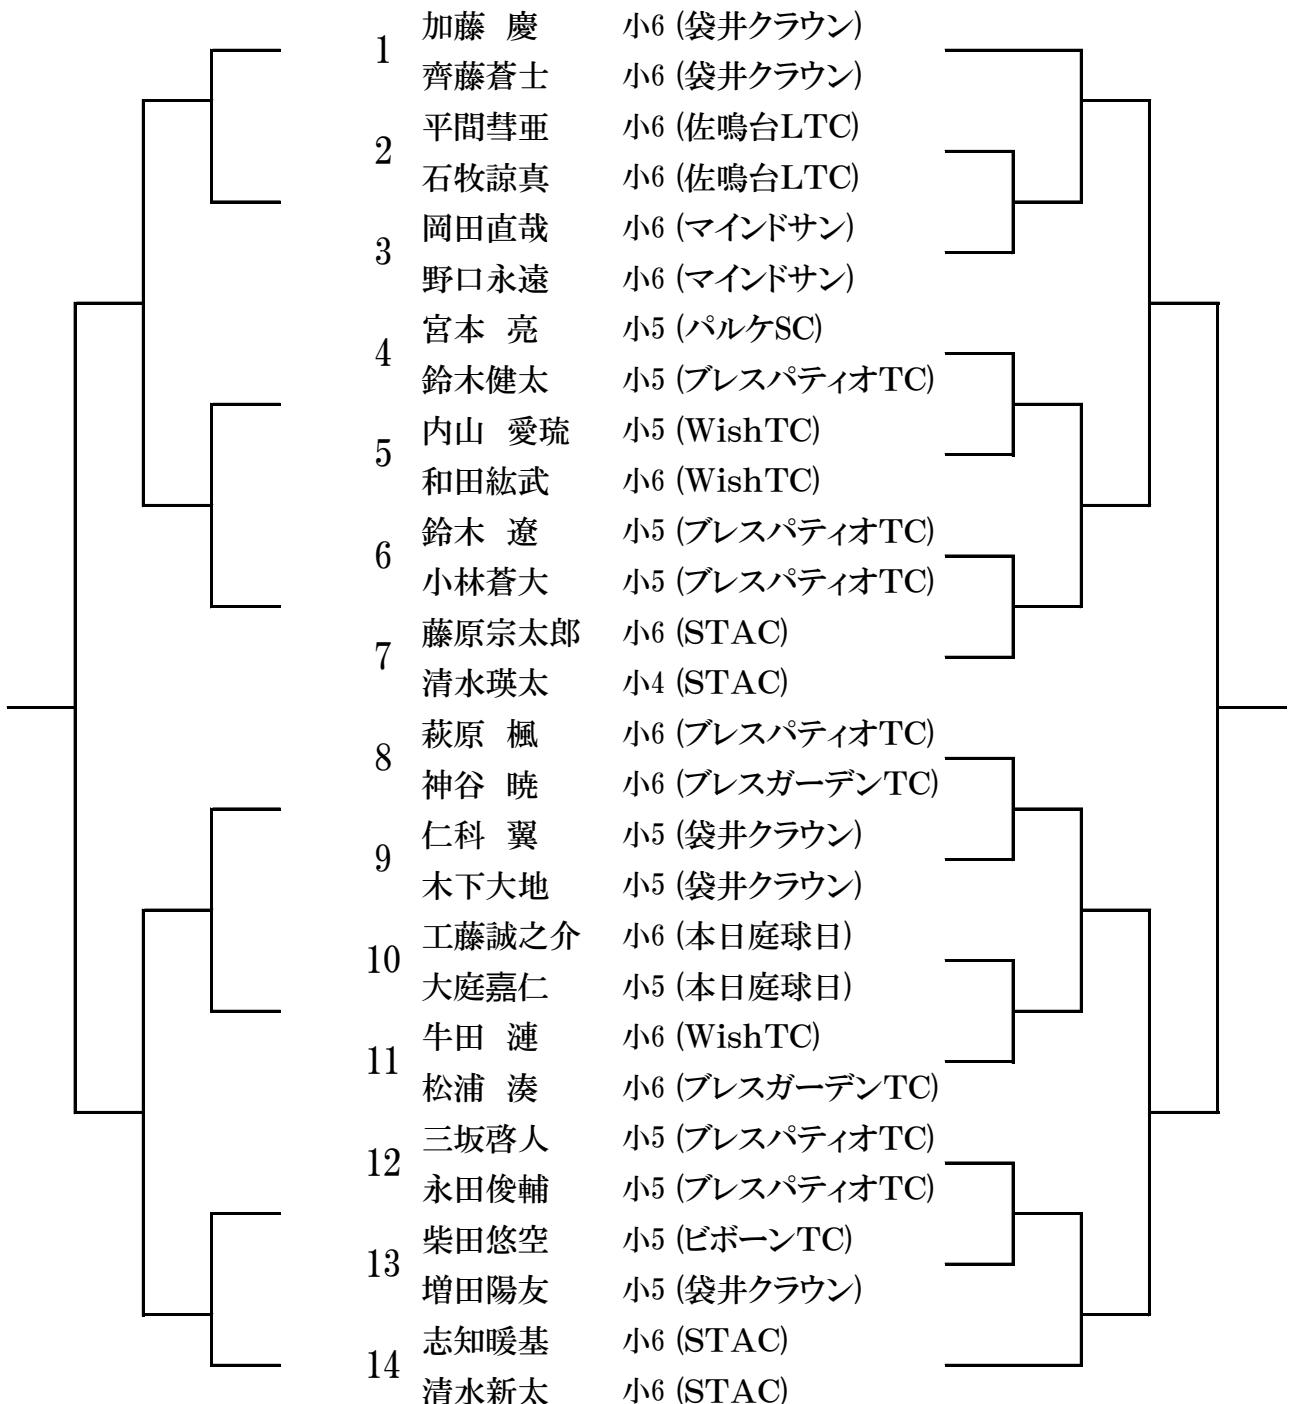 加藤 慶 小6 (袋井クラウン)
1
齊藤蒼士 小6 (袋井クラウン)
平間彗亜 小6 (佐鳴台LTC)
2
石牧諒真 小6 (佐鳴台LTC)
岡田直哉 小6 (マインドサン)
3
野口永遠 小6 (マインドサン)
宮本 亮 小5 (パルケSC)
4
鈴木健太 小5 (ブレスパティオTC)
内山 愛琉 小5 (WishTC)
5
和田紘武 小6 (WishTC)
鈴木 遼 小5 (ブレスパティオTC)
6
小林蒼大 小5 (ブレスパティオTC)
藤原宗太郎 小6 (STAC)
7
清水瑛太 小4 (STAC)
萩原 楓 小6 (ブレスパティオTC)
8
神谷 暁 小6 (ブレスガーデンTC)
仁科 翼 小5 (袋井クラウン)
9
木下大地 小5 (袋井クラウン)
工藤誠之介 小6 (本日庭球日)
10
大庭嘉仁 小5 (本日庭球日)
牛田 漣 小6 (WishTC)
11
松浦 湊 小6 (ブレスガーデンTC)
三坂啓人 小5 (ブレスパティオTC)
12
永田俊輔 小5 (ブレスパティオTC)
柴田悠空 小5 (ビボーンTC)
13
増田陽友 小5 (袋井クラウン)
志知暖基 小6 (STAC)
14
清水新太 小6 (STAC)